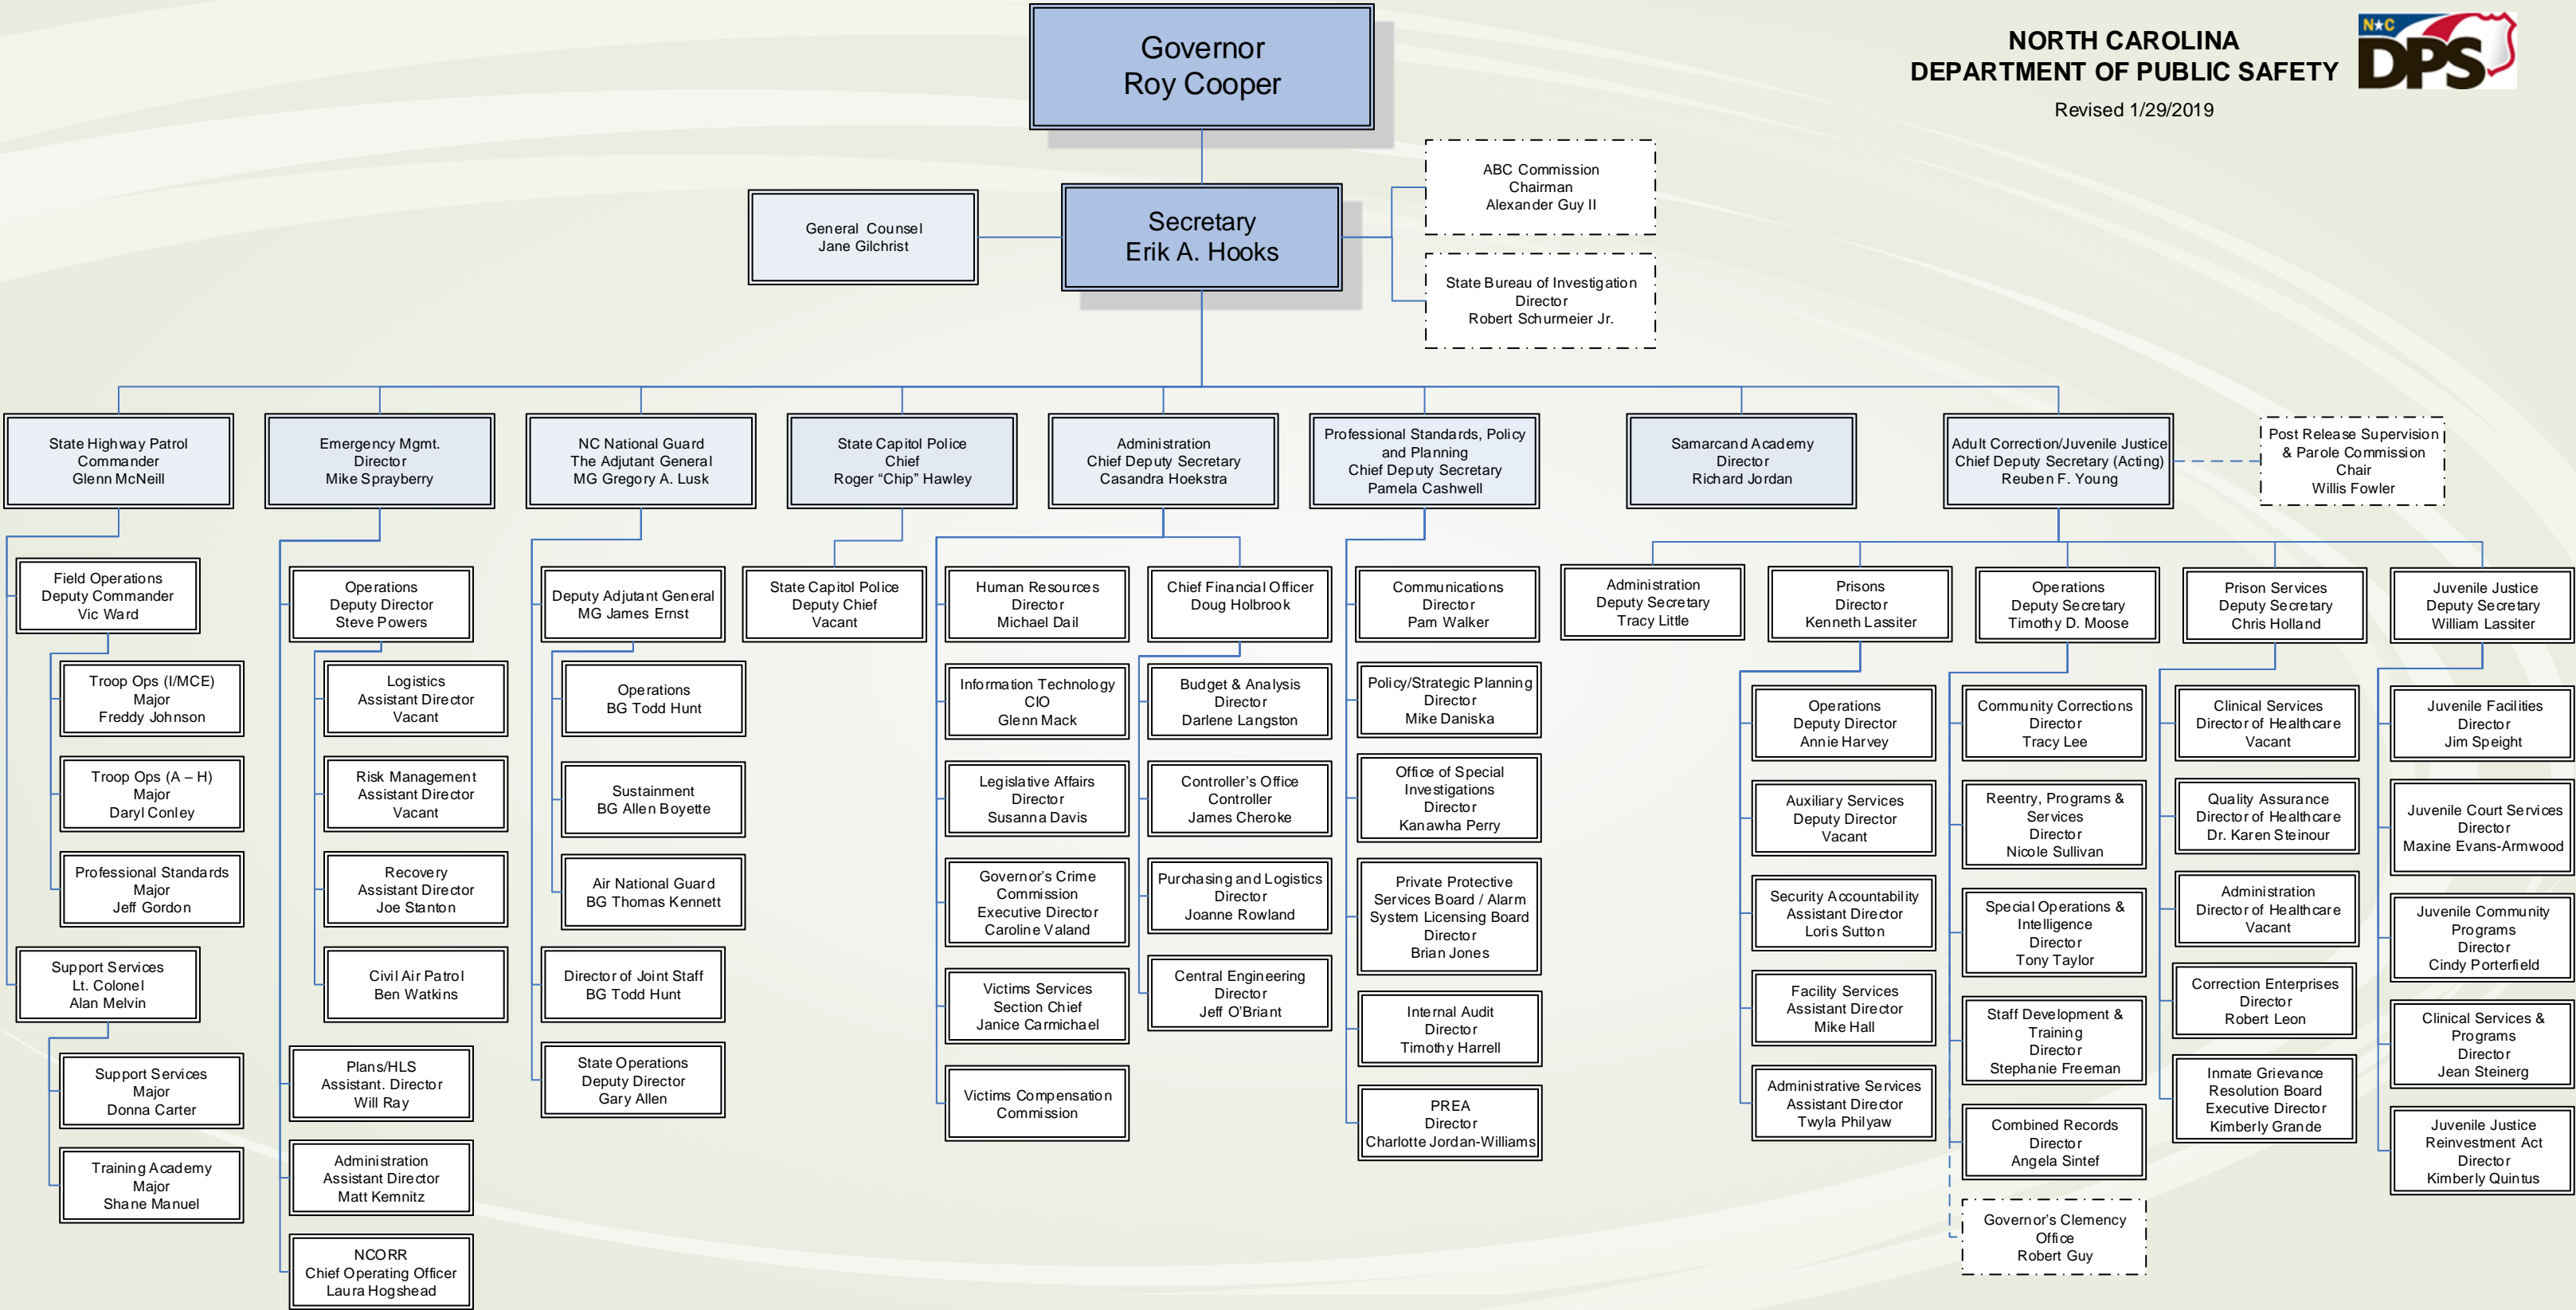 Governor
Roy Cooper
NORTH CAROLINA
DEPARTMENT OF PUBLIC SAFETY
Revised 1/29/2019
N★C
DPS
General Counsel
Jane Gilchrist
Secretary
Erik A. Hooks
ABC Commission
Chairman
Alexander Guy II
State Bureau of Investigation
Director
Robert Schurmeier Jr.
State Highway Patrol
Commander
Glenn McNeill
Emergency Mgmt.
Director
Mike Sprayberry
NC National Guard
The Adjutant General
MG Gregory A. Lusk
State Capitol Police
Chief
Roger “Chip” Hawley
Administration
Chief Deputy Secretary
Casandra Hoekstra
Professional Standards, Policy
and Planning
Chief Deputy Secretary
Pamela Cashwell
Samarcand Academy
Director
Richard Jordan
Adult Correction/Juvenile Justice
Chief Deputy Secretary (Acting)
Reuben F. Young
Post Release Supervision
& Parole Commission
Chair
Willis Fowler
Field Operations
Deputy Commander
Vic Ward
Troop Ops (I/MCE)
Major
Freddy Johnson
Troop Ops (A – H)
Major
Daryl Conley
Professional Standards
Major
Jeff Gordon
Support Services
Lt. Colonel
Alan Melvin
Support Services
Major
Donna Carter
Training Academy
Major
Shane Manuel
Operations
Deputy Director
Steve Powers
Logistics
Assistant Director
Vacant
Risk Management
Assistant Director
Vacant
Recovery
Assistant Director
Joe Stanton
Civil Air Patrol
Ben Watkins
Plans/HLS
Assistant. Director
Will Ray
Administration
Assistant Director
Matt Kemnitz
NCORR
Chief Operating Officer
Laura Hogshead
Deputy Adjutant General
MG James Ernst
Operations
BG Todd Hunt
Sustainment
BG Allen Boyette
Air National Guard
BG Thomas Kennett
Director of Joint Staff
BG Todd Hunt
State Operations
Deputy Director
Gary Allen
State Capitol Police
Deputy Chief
Vacant
Human Resources
Director
Michael Dail
Information Technology
CIO
Glenn Mack
Legislative Affairs
Director
Susanna Davis
Governor’s Crime
Commission
Executive Director
Caroline Valand
Victims Services
Section Chief
Janice Carmichael
Victims Compensation
Commission
Chief Financial Officer
Doug Holbrook
Budget & Analysis
Director
Darlene Langston
Controller’s Office
Controller
James Cheroke
Purchasing and Logistics
Director
Joanne Rowland
Central Engineering
Director
Jeff O’Briant
Communications
Director
Pam Walker
Policy/Strategic Planning
Director
Mike Daniska
Office of Special
Investigations
Director
Kanawha Perry
Private Protective
Services Board / Alarm
System Licensing Board
Director
Brian Jones
Internal Audit
Director
Timothy Harrell
PREA
Director
Charlotte Jordan-Williams
Administration
Deputy Secretary
Tracy Little
Prisons
Director
Kenneth Lassiter
Operations
Deputy Director
Annie Harvey
Auxiliary Services
Deputy Director
Vacant
Security Accountability
Assistant Director
Loris Sutton
Facility Services
Assistant Director
Mike Hall
Administrative Services
Assistant Director
Twyla Philyaw
Operations
Deputy Secretary
Timothy D. Moose
Community Corrections
Director
Tracy Lee
Reentry, Programs &
Services
Director
Nicole Sullivan
Special Operations &
Intelligence
Director
Tony Taylor
Staff Development &
Training
Director
Stephanie Freeman
Combined Records
Director
Angela Sintef
Governor’s Clemency
Office
Robert Guy
Prison Services
Deputy Secretary
Chris Holland
Clinical Services
Director of Healthcare
Vacant
Quality Assurance
Director of Healthcare
Dr. Karen Steinour
Administration
Director of Healthcare
Vacant
Correction Enterprises
Director
Robert Leon
Inmate Grievance
Resolution Board
Executive Director
Kimberly Grande
Juvenile Justice
Deputy Secretary
William Lassiter
Juvenile Facilities
Director
Jim Speight
Juvenile Court Services
Director
Maxine Evans-Armwood
Juvenile Community
Programs
Director
Cindy Porterfield
Clinical Services &
Programs
Director
Jean Steinerg
Juvenile Justice
Reinvestment Act
Director
Kimberly Quintus